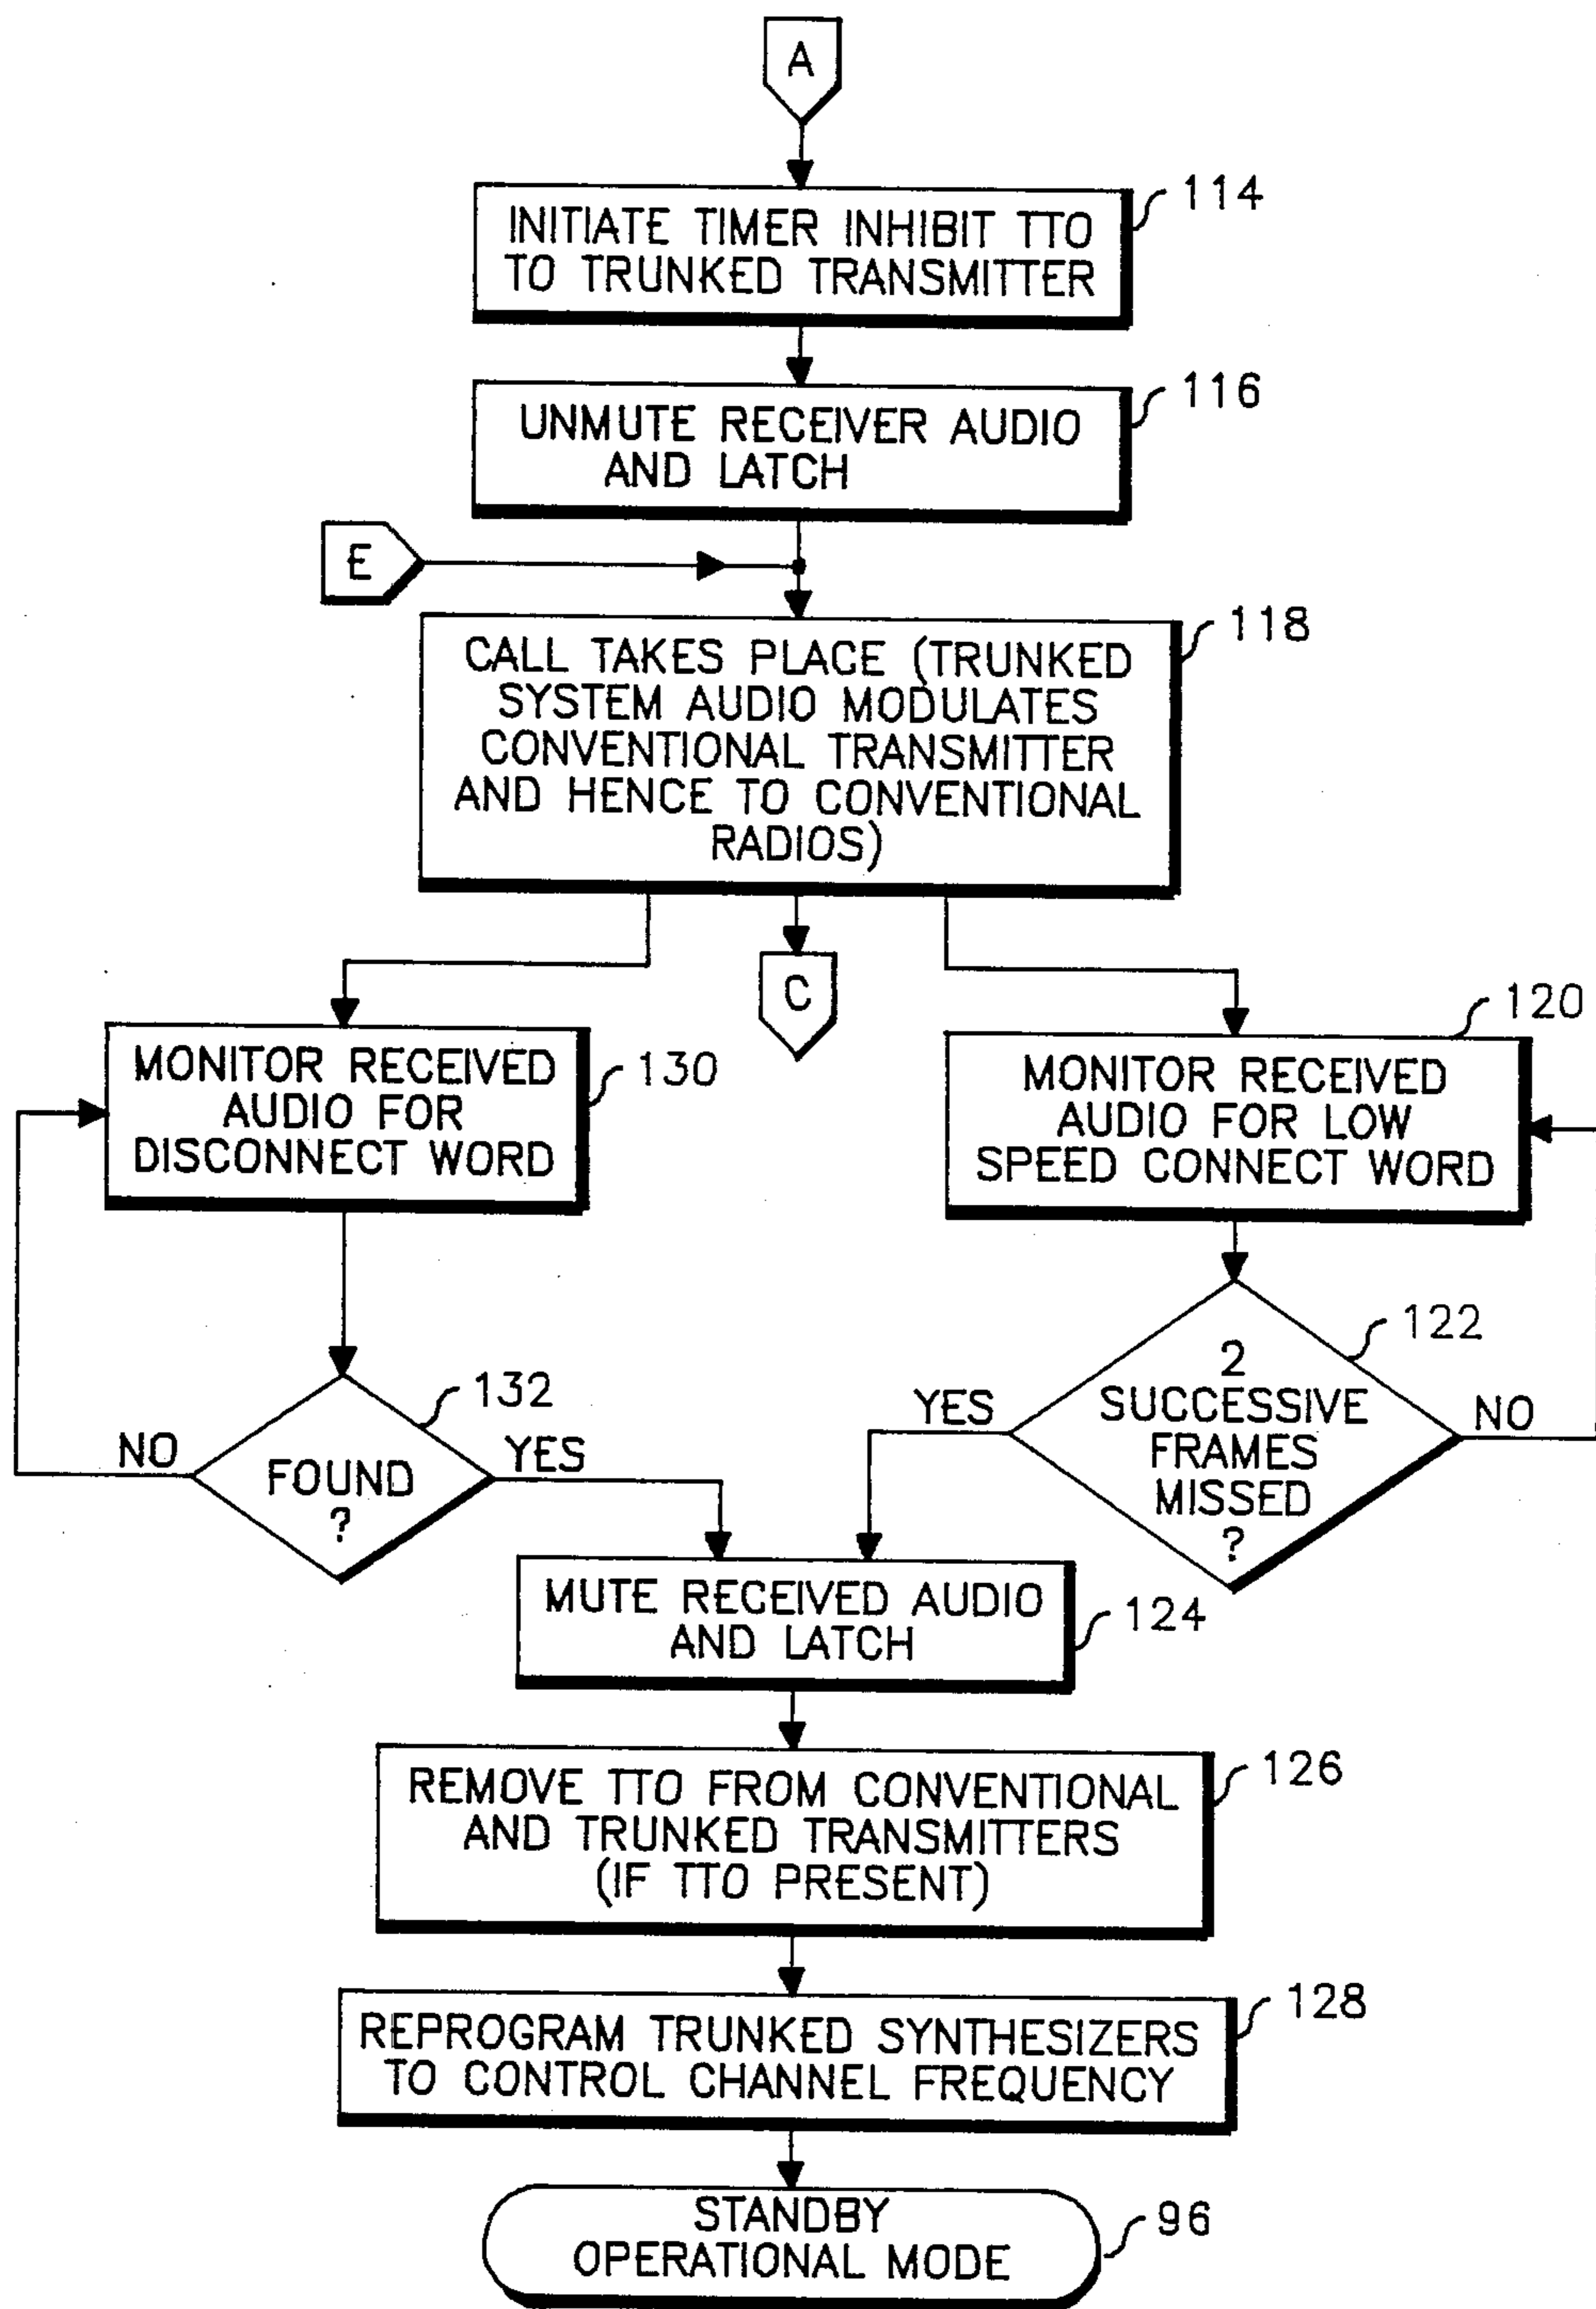 A
INITIATE TIMER INHIBIT TTO
TO TRUNKED TRANSMITTER
114
UNMUTE RECEIVER AUDIO
AND LATCH
116
E
CALL TAKES PLACE (TRUNKED
SYSTEM AUDIO MODULATES
CONVENTIONAL TRANSMITTER
AND HENCE TO CONVENTIONAL
RADIOS)
118
C
MONITOR RECEIVED
AUDIO FOR
DISCONNECT WORD
130
MONITOR RECEIVED
AUDIO FOR LOW
SPEED CONNECT WORD
120
FOUND
?
132
NO
YES
2
SUCCESSIVE
FRAMES
MISSED
?
122
YES
NO
MUTE RECEIVED AUDIO
AND LATCH
124
REMOVE TTO FROM CONVENTIONAL
AND TRUNKED TRANSMITTERS
(IF TTO PRESENT)
126
REPROGRAM TRUNKED SYNTHESIZERS
TO CONTROL CHANNEL FREQUENCY
128
STANDBY
OPERATIONAL MODE
96